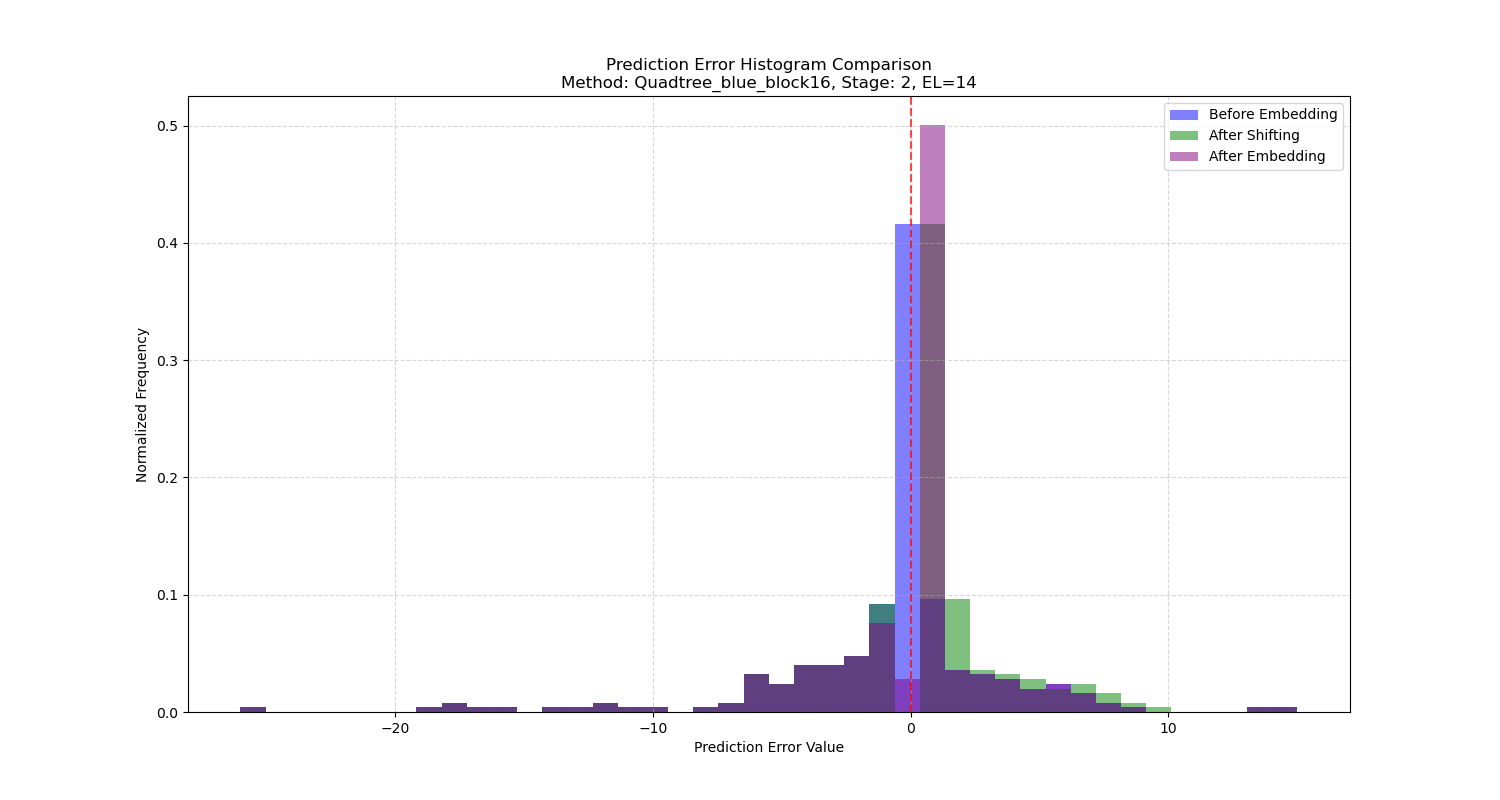 Prediction Error Histogram Comparison
Method: Quadtree_blue_block16, Stage: 2, EL=14
Before Embedding
After Shifting
After Embedding
0.5
0.4
0.3
0.2
0.1
0.0
Normalized Frequency
−20
−10
0
10
Prediction Error Value